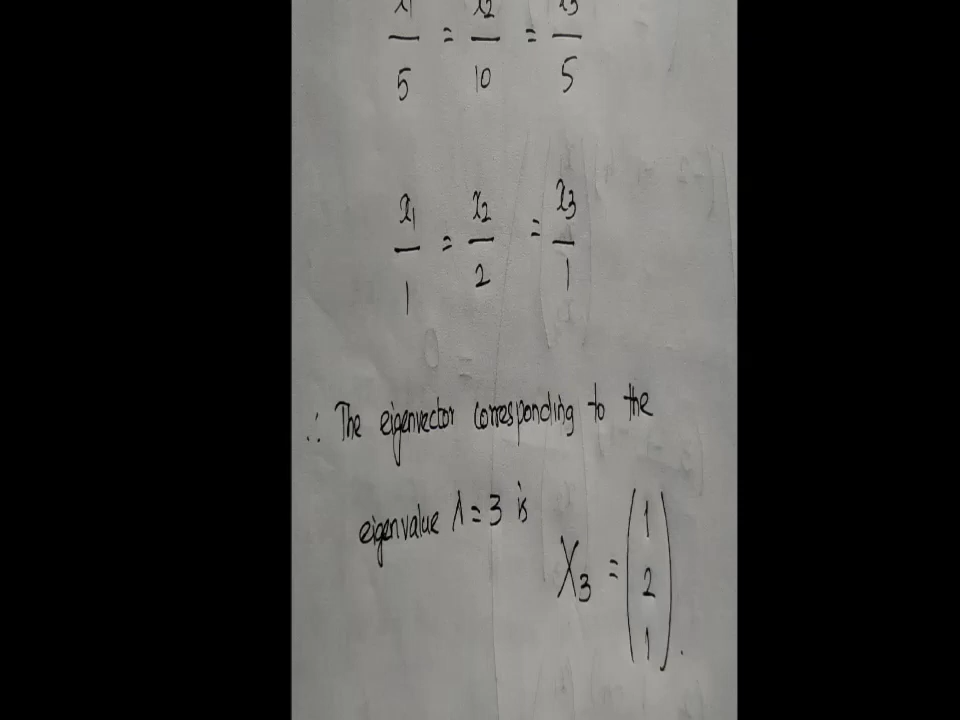 x₁/5 = x₂/10 = x₃/5
x₁/1 = x₂/2 = x₃/1
∴ The eigenvector corresponding to the
eigenvalue λ = 3 is
X₃ = (1 2 1).